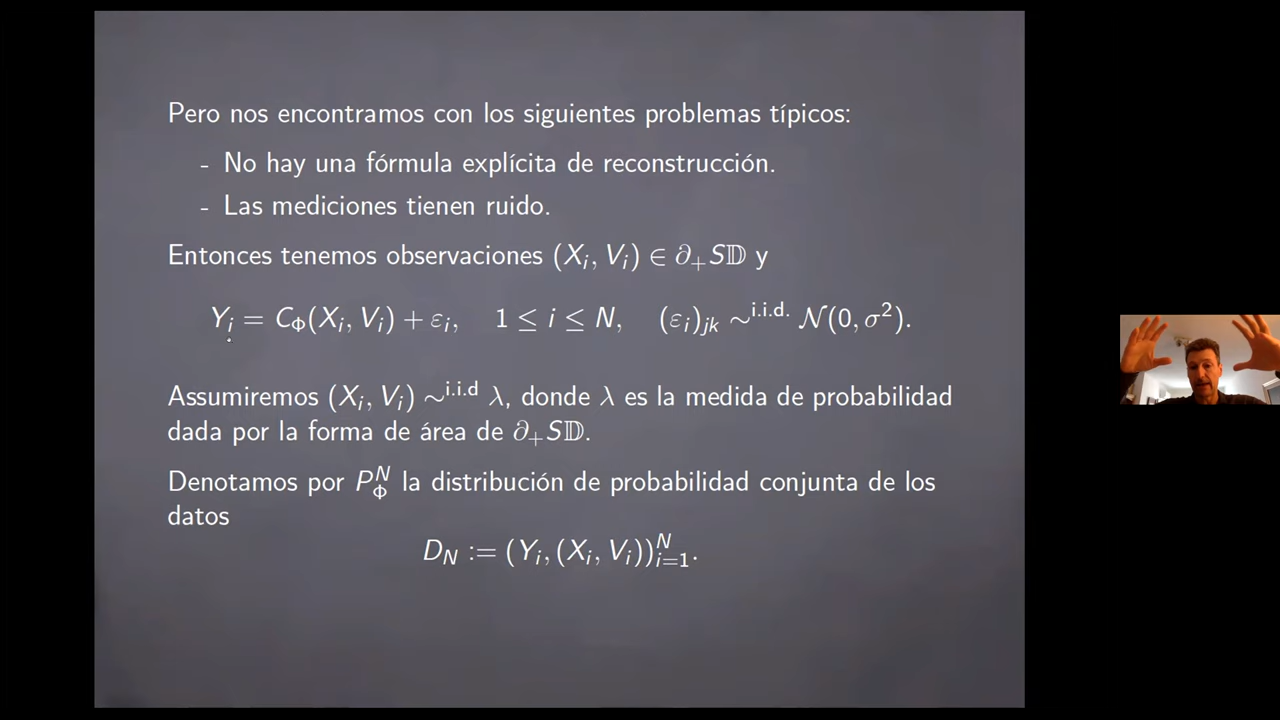 Pero nos encontramos con los siguientes problemas típicos:
- No hay una fórmula explícita de reconstrucción.
- Las mediciones tienen ruido.
Entonces tenemos observaciones (X_i, V_i) ∈ ∂₊S𝔻 y
Y_i = C_Φ(X_i, V_i) + ε_i, 1 ≤ i ≤ N, (ε_i)_{jk} ∼^{i.i.d.} 𝒩(0, σ²).
Assumiremos (X_i, V_i) ∼^{i.i.d} λ, donde λ es la medida de probabilidad
dada por la forma de área de ∂₊S𝔻.
Denotamos por P_Φ^N la distribución de probabilidad conjunta de los
datos
D_N := (Y_i, (X_i, V_i))_{i=1}^N.